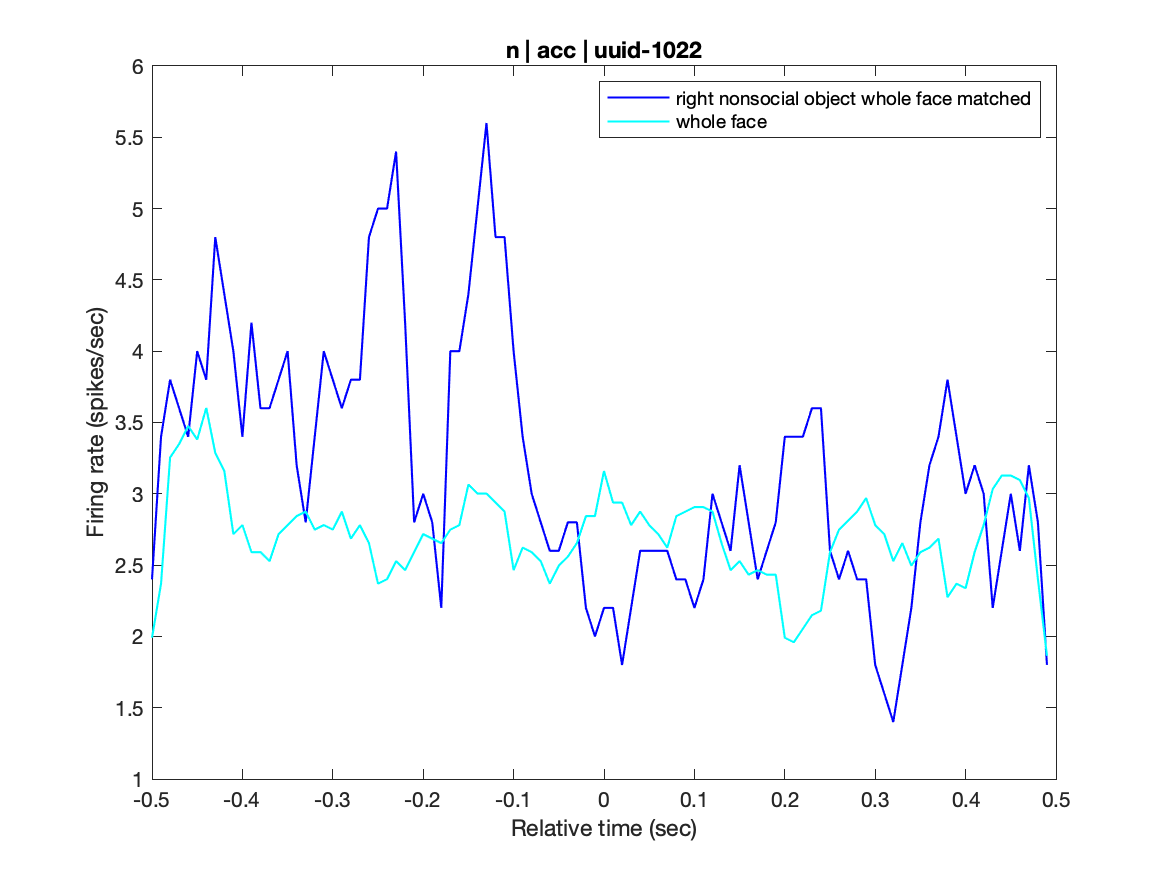 n | acc | uuid-1022
right nonsocial object whole face matched
whole face
Firing rate (spikes/sec)
6
5.5
5
4.5
4
3.5
3
2.5
2
1.5
1
-0.5 -0.4 -0.3 -0.2 -0.1 0 0.1 0.2 0.3 0.4 0.5
Relative time (sec)